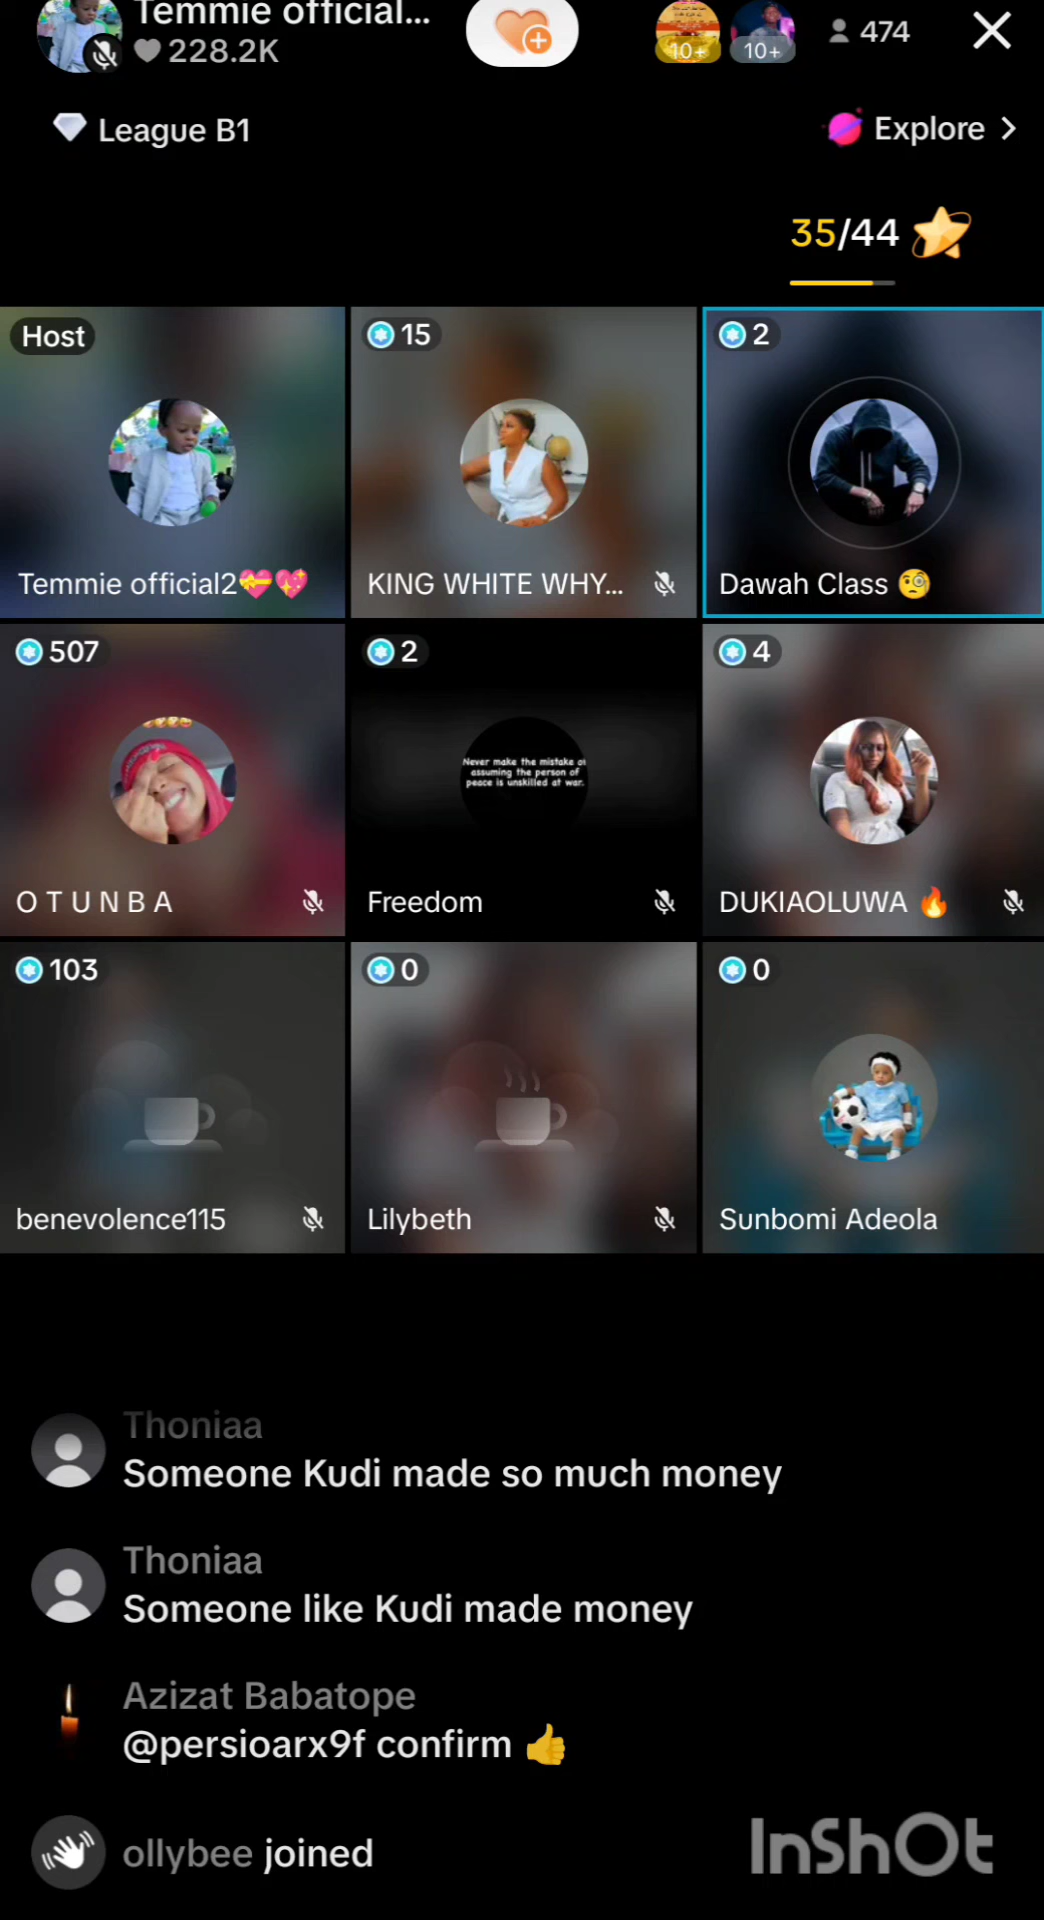 Temmie official...
228.2K
10+
10+
474
League B1
Explore
35/44
Host
15
2
Temmie official2💝💖
KING WHITE WHY...
Dawah Class 🧐
507
2
4
Never make the mistake of
assuming the person of
peace is unskilled at war.
O T U N B A
Freedom
DUKIAOLUWA 🔥
103
0
0
benevolence115
Lilybeth
Sunbomi Adeola
Thoniaa
Someone Kudi made so much money
Thoniaa
Someone like Kudi made money
Azizat Babatope
@persioarx9f confirm 👍
ollybee joined
InShOt